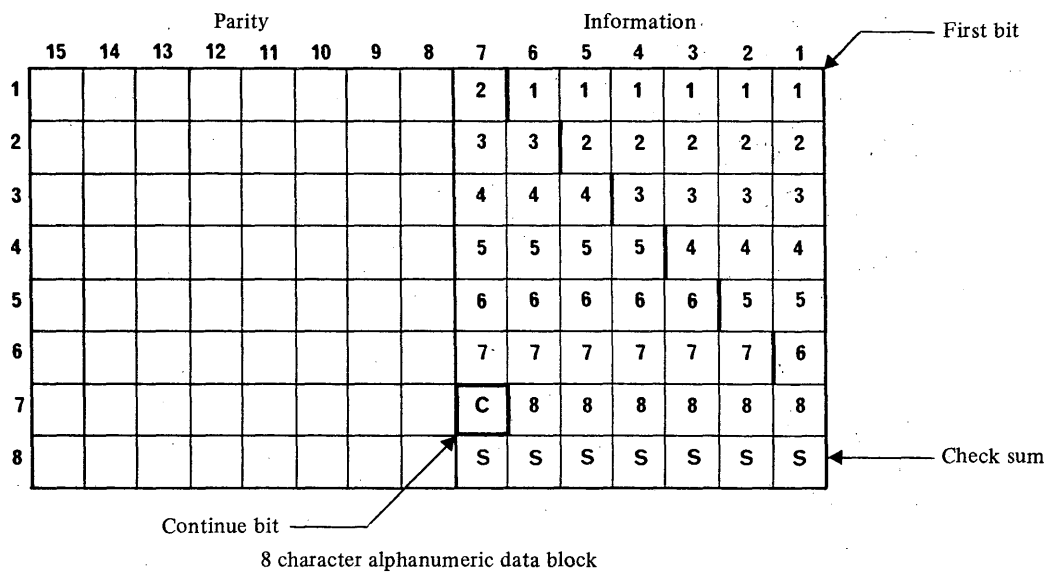 Parity Information
First bit
15 14 13 12 11 10 9 8 7 6 5 4 3 2 1
1 2 1 1 1 1 1 1
2 3 3 2 2 2 2 2
3 4 4 4 3 3 3 3
4 5 5 5 5 4 4 4
5 6 6 6 6 6 5 5
6 7 7 7 7 7 7 6
7 C 8 8 8 8 8 8
8 S S S S S S S
Check sum
Continue bit
8 character alphanumeric data block